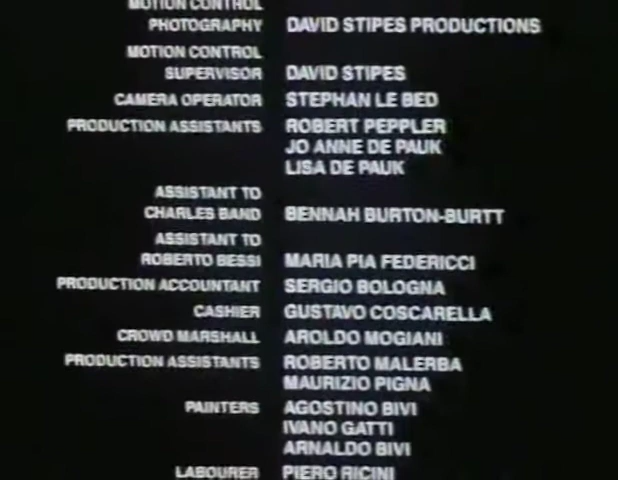 MOTION CONTROL
PHOTOGRAPHY DAVID STIPES PRODUCTIONS
MOTION CONTROL
SUPERVISOR DAVID STIPES
CAMERA OPERATOR STEPHAN LE BED
PRODUCTION ASSISTANTS ROBERT PEPPLER
JO ANNE DE PAUK
LISA DE PAUK
ASSISTANT TO
CHARLES BAND BENNAH BURTON-BURTT
ASSISTANT TO
ROBERTO BESSI MARIA PIA FEDERICCI
PRODUCTION ACCOUNTANT SERGIO BOLOGNA
CASHIER GUSTAVO COSCARELLA
CROWD MARSHALL AROLDO MOGIANI
PRODUCTION ASSISTANTS ROBERTO MALERBA
MAURIZIO PIGNA
PAINTERS AGOSTINO BIVI
IVANO GATTI
ARNALDO BIVI
LABOURER PIERO RICINI